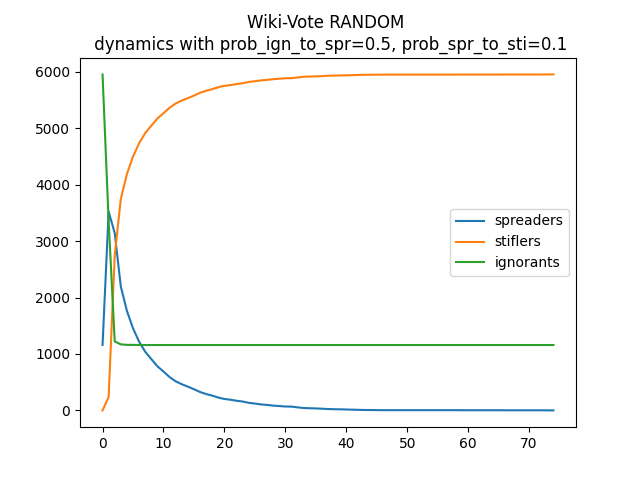 Wiki-Vote RANDOM
dynamics with prob_ign_to_spr=0.5, prob_spr_to_sti=0.1
6000
5000
4000
3000
2000
1000
0
spreaders
stiflers
ignorants
0 10 20 30 40 50 60 70